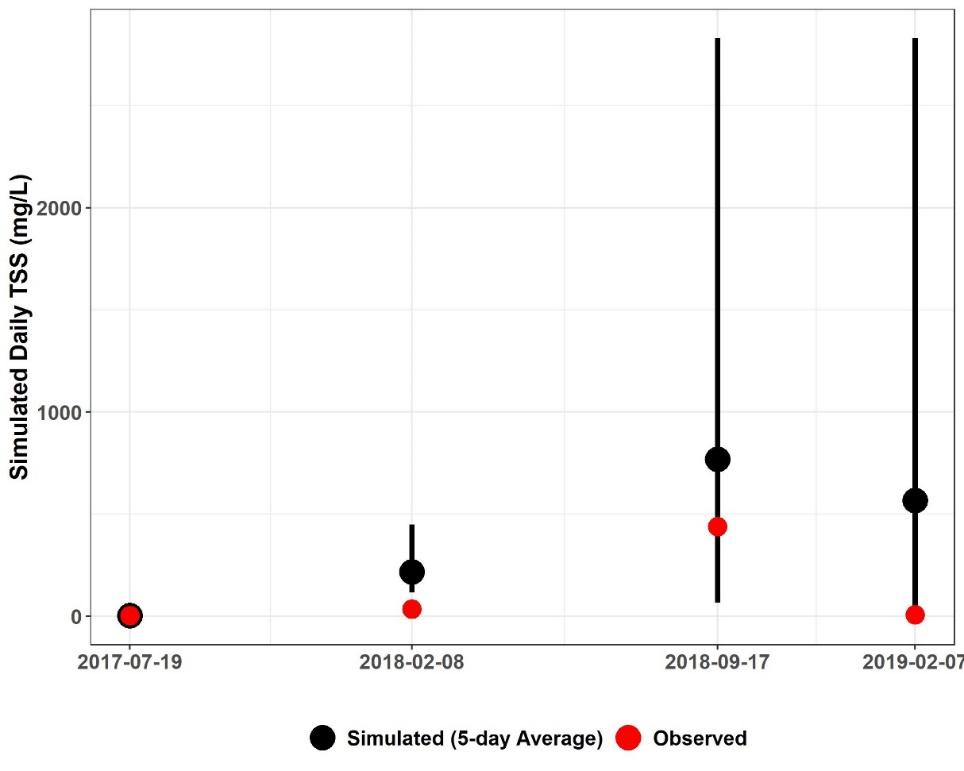 Simulated Daily TSS (mg/L)
2000
1000
0
2017-07-19 2018-02-08 2018-09-17 2019-02-07
Simulated (5-day Average) Observed